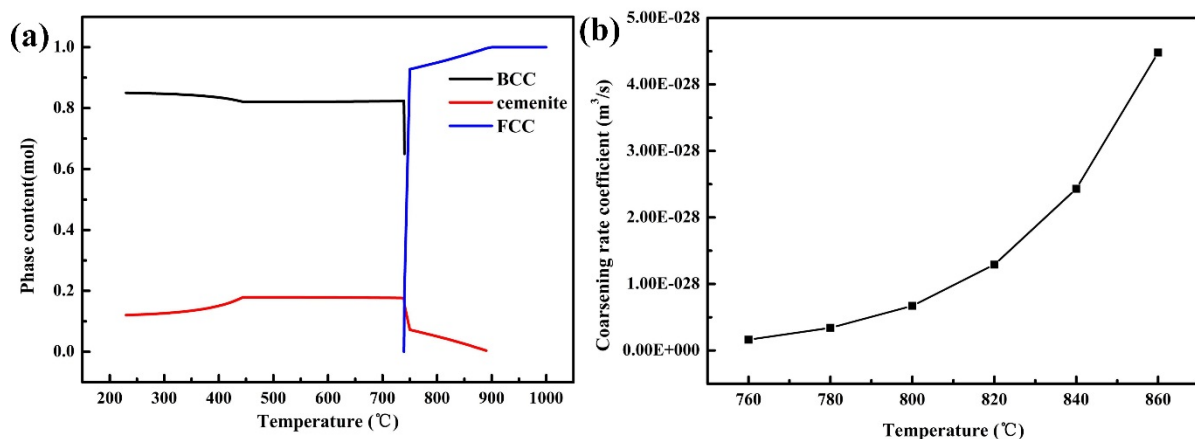 (a)
1.0
0.8
0.6
0.4
0.2
0.0
Phase content(mol)
BCC
cemenite
FCC
200 300 400 500 600 700 800 900 1000
Temperature (℃)
(b)
5.00E-028
4.00E-028
3.00E-028
2.00E-028
1.00E-028
0.00E+000
Coarsening rate coefficient (m³/s)
760 780 800 820 840 860
Temperature (℃)